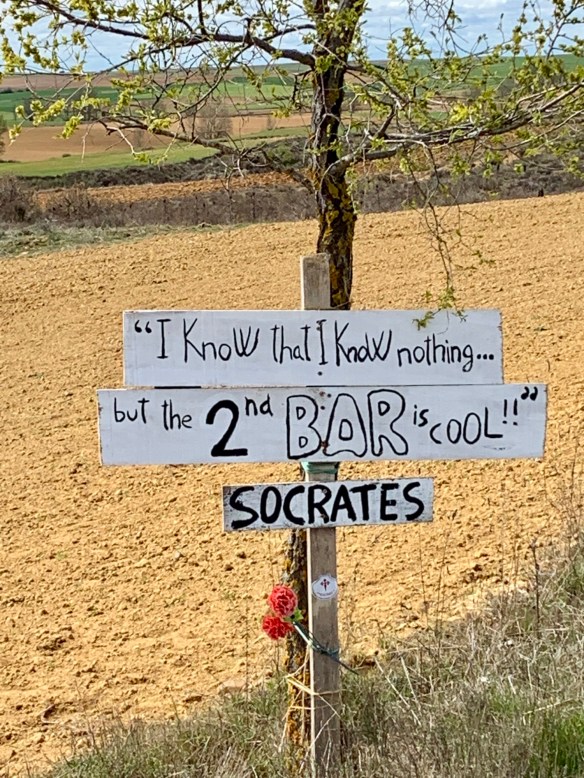 “I KnoW that I KnoW nothing...
but the 2nd BAR is COOL!!”
SOCRATES